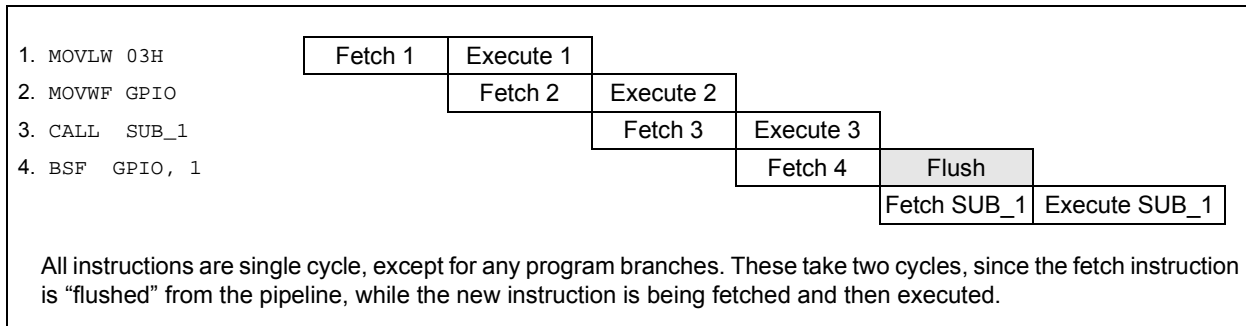 1. MOVLW 03H Fetch 1 Execute 1
2. MOVWF GPIO Fetch 2 Execute 2
3. CALL SUB_1 Fetch 3 Execute 3
4. BSF GPIO, 1 Fetch 4 Flush
Fetch SUB_1 Execute SUB_1
All instructions are single cycle, except for any program branches. These take two cycles, since the fetch instruction
is “flushed” from the pipeline, while the new instruction is being fetched and then executed.